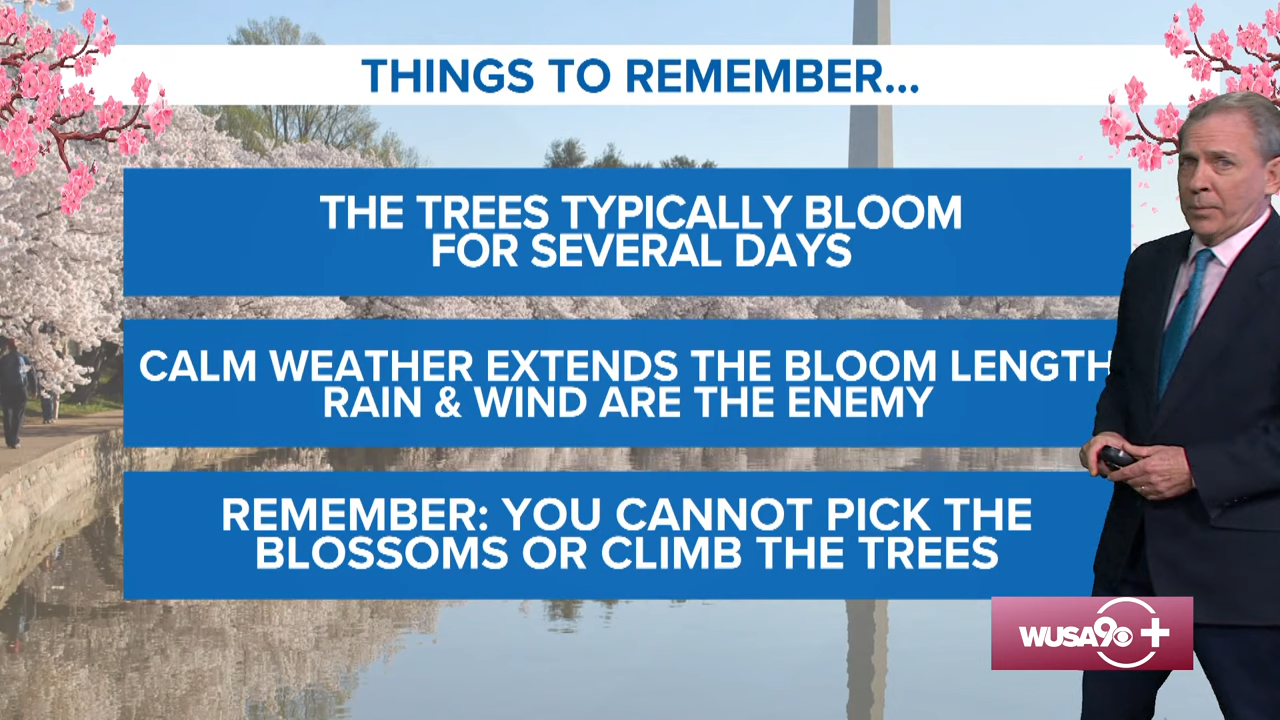 THINGS TO REMEMBER...
THE TREES TYPICALLY BLOOM
FOR SEVERAL DAYS
CALM WEATHER EXTENDS THE BLOOM LENGTH
RAIN & WIND ARE THE ENEMY
REMEMBER: YOU CANNOT PICK THE
BLOSSOMS OR CLIMB THE TREES
WUSA9+